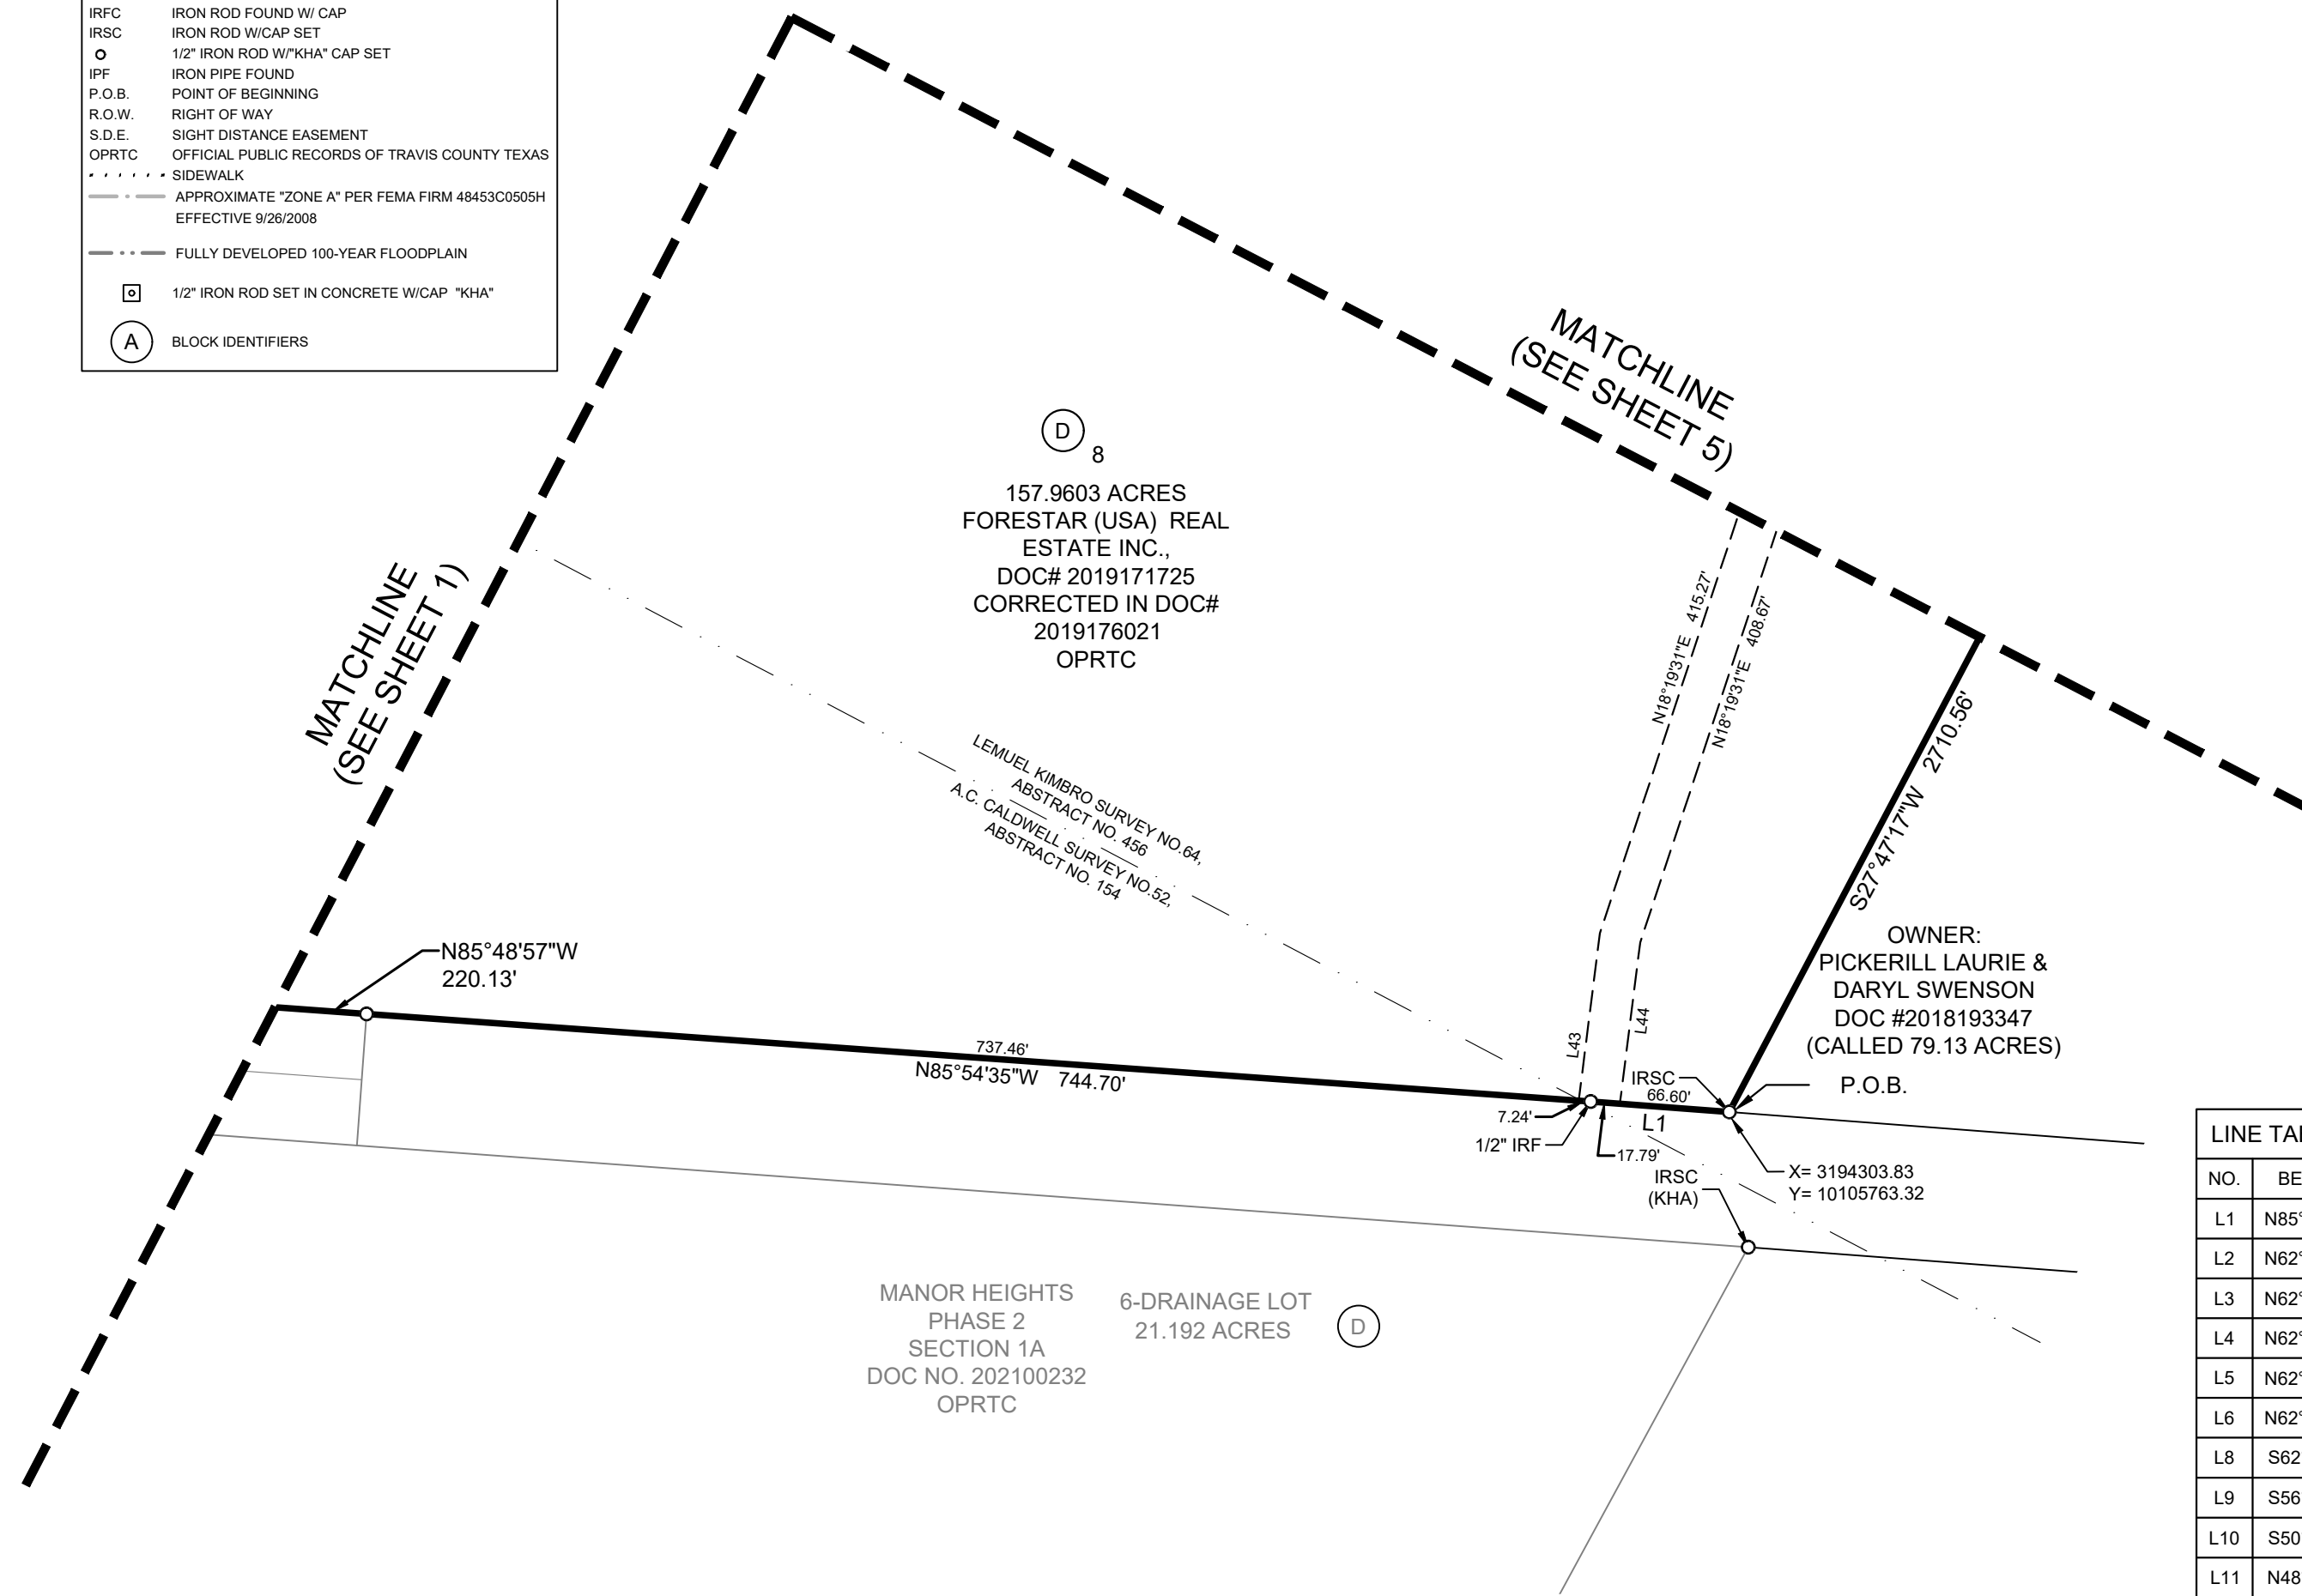 IRFC IRON ROD FOUND W/ CAP
IRSC IRON ROD W/CAP SET
1/2" IRON ROD W/"KHA" CAP SET
IPF IRON PIPE FOUND
P.O.B. POINT OF BEGINNING
R.O.W. RIGHT OF WAY
S.D.E. SIGHT DISTANCE EASEMENT
OPRTC OFFICIAL PUBLIC RECORDS OF TRAVIS COUNTY TEXAS
SIDEWALK
APPROXIMATE "ZONE A" PER FEMA FIRM 48453C0505H
EFFECTIVE 9/26/2008
FULLY DEVELOPED 100-YEAR FLOODPLAIN
1/2" IRON ROD SET IN CONCRETE W/CAP "KHA"
A BLOCK IDENTIFIERS
MATCHLINE
(SEE SHEET 5)
D
8
157.9603 ACRES
FORESTAR (USA) REAL
ESTATE INC.,
DOC# 2019171725
CORRECTED IN DOC#
2019176021
OPRTC
MATCHLINE
(SEE SHEET 1)
N18°19'31"E 415.27'
N18°19'31"E 408.67'
S27°47'17"W 2710.56'
LEMUEL KIMBRO SURVEY NO.64,
ABSTRACT NO. 456
A.C. CALDWELL SURVEY NO.52,
ABSTRACT NO. 154
OWNER:
PICKERILL LAURIE &
DARYL SWENSON
DOC #2018193347
(CALLED 79.13 ACRES)
P.O.B.
N85°48'57"W
220.13'
737.46'
N85°54'35"W 744.70'
L43
L44
IRSC
66.60'
L1
7.24'
1/2" IRF
17.79'
IRSC
(KHA)
X= 3194303.83
Y= 10105763.32
MANOR HEIGHTS
PHASE 2
SECTION 1A
DOC NO. 202100232
OPRTC
6-DRAINAGE LOT
21.192 ACRES
D
LINE TA
NO. BE
L1 N85°
L2 N62°
L3 N62°
L4 N62°
L5 N62°
L6 N62°
L8 S62
L9 S56
L10 S50
L11 N48